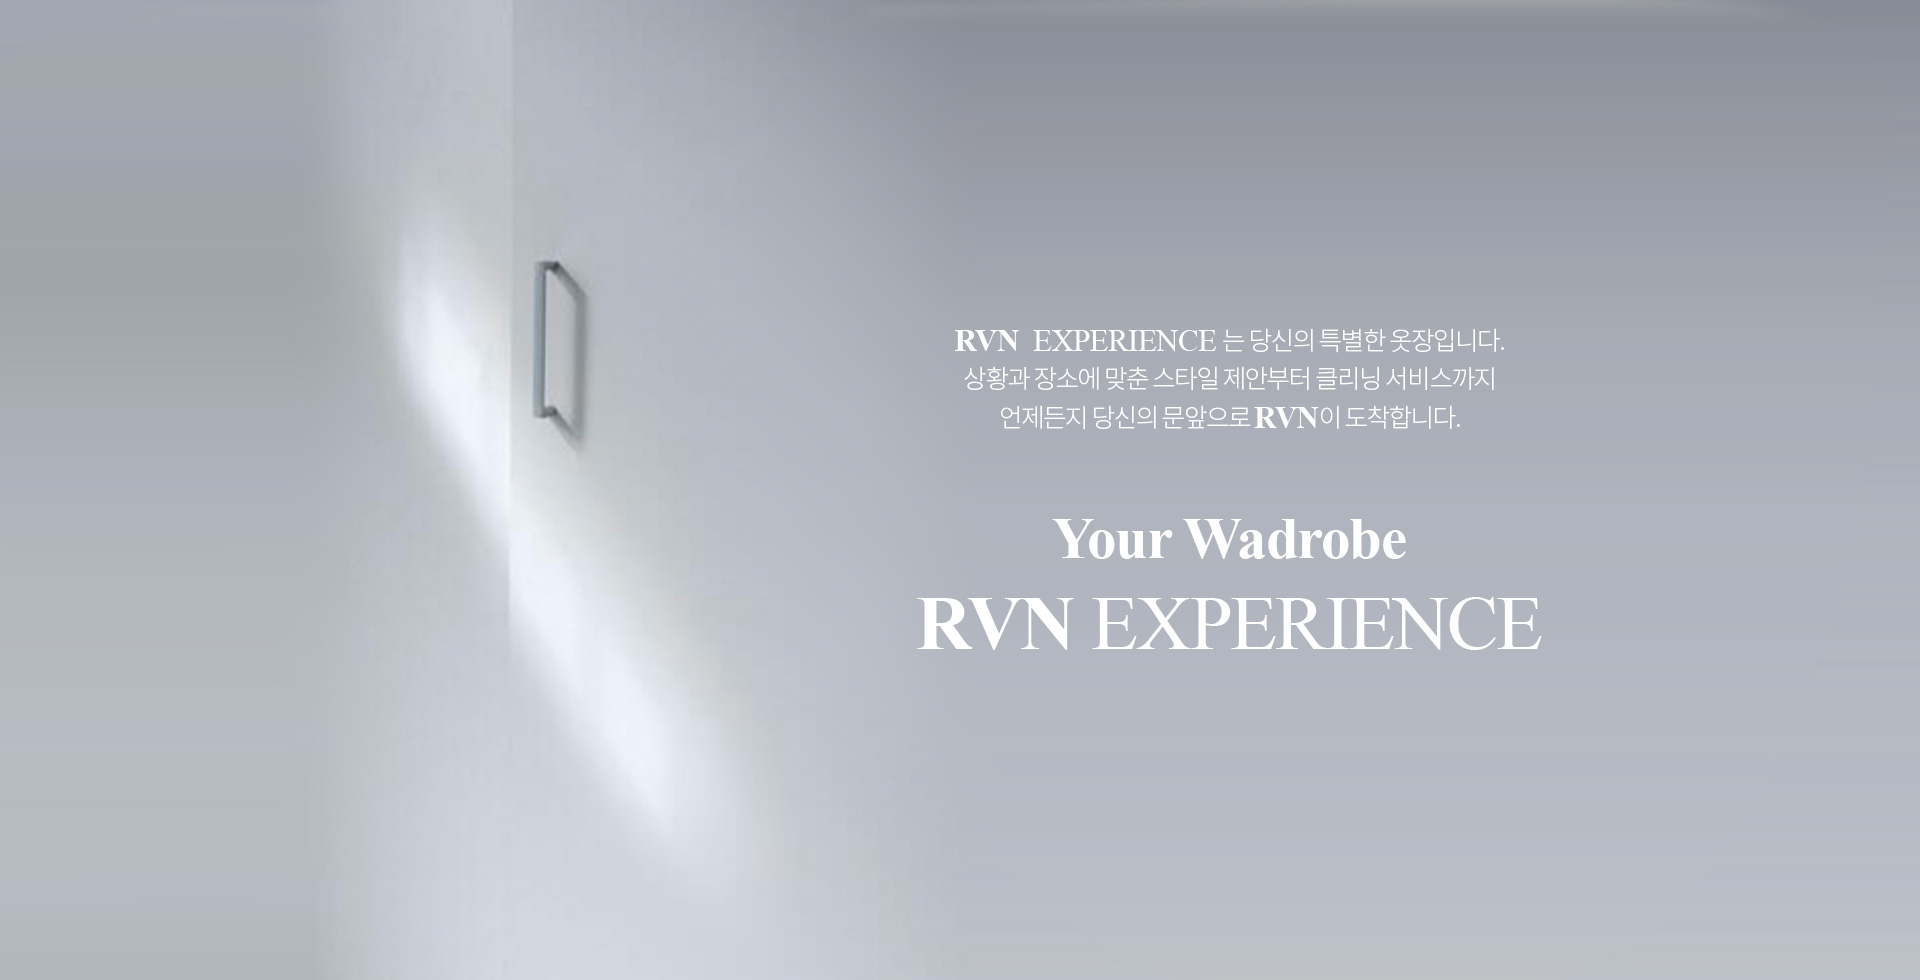 RVN EXPERIENCE 는 당신의 특별한 옷장입니다.
상황과 장소에 맞춘 스타일 제안부터 클리닝 서비스까지
언제든지 당신의 문앞으로 RVN이 도착합니다.
Your Wadrobe
RVN EXPERIENCE